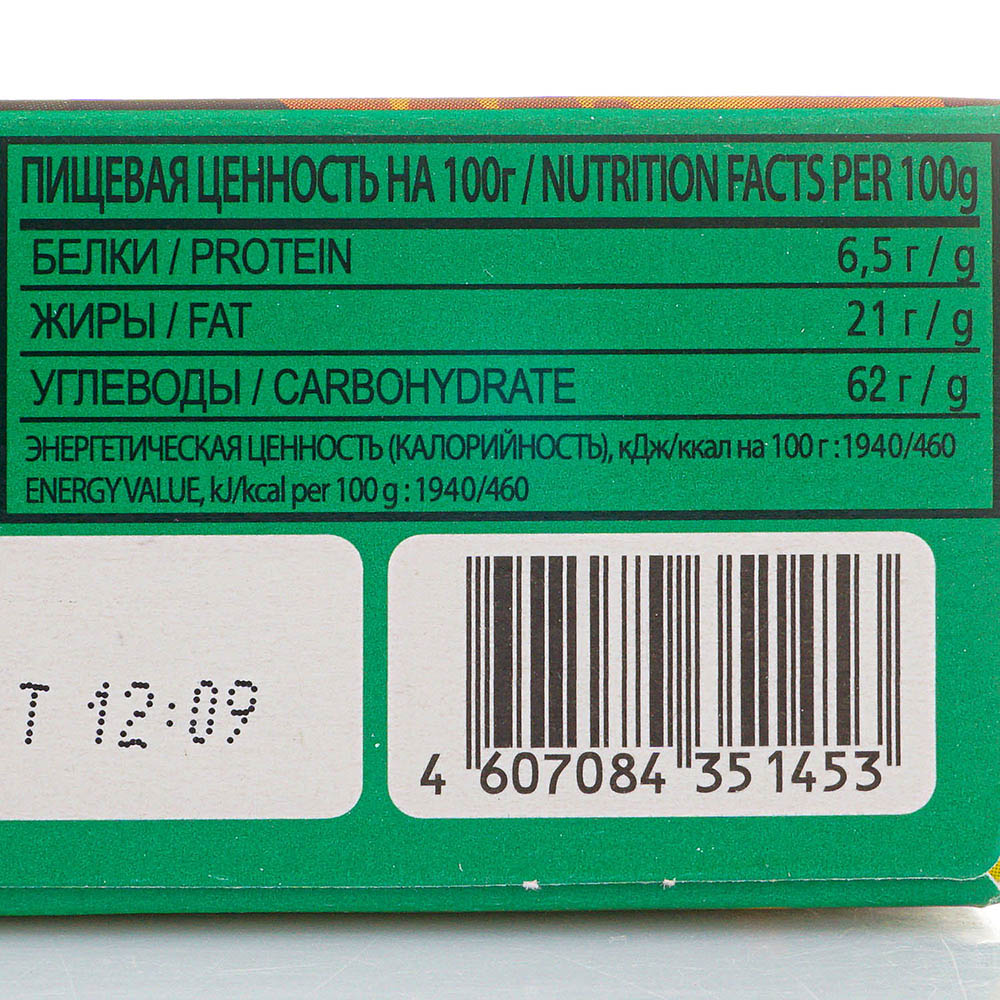 ПИЩЕВАЯ ЦЕННОСТЬ НА 100г / NUTRITION FACTS PER 100g
БЕЛКИ / PROTEIN 6,5 г / g
ЖИРЫ / FAT 21 г / g
УГЛЕВОДЫ / CARBOHYDRATE 62 г / g
ЭНЕРГЕТИЧЕСКАЯ ЦЕННОСТЬ (КАЛОРИЙНОСТЬ), кДж/ккал на 100 г : 1940/460
ENERGY VALUE, kJ/kcal per 100 g : 1940/460
Т 12:09
4 607084 351453